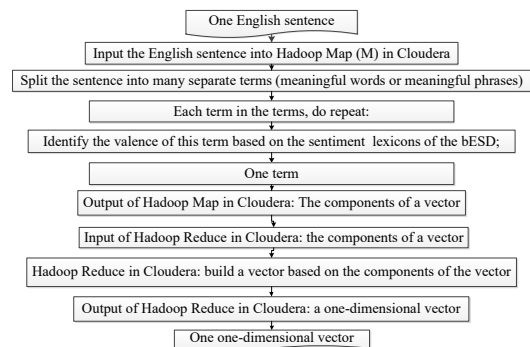 One English sentence
Input the English sentence into Hadoop Map (M) in Cloudera
Split the sentence into many separate terms (meaningful words or meaningful phrases)
Each term in the terms, do repeat:
Identify the valence of this term based on the sentiment lexicons of the bESD;
One term
Output of Hadoop Map in Cloudera: The components of a vector
Input of Hadoop Reduce in Cloudera: the components of a vector
Hadoop Reduce in Cloudera: build a vector based on the components of the vector
Output of Hadoop Reduce in Cloudera: a one-dimensional vector
One one-dimensional vector